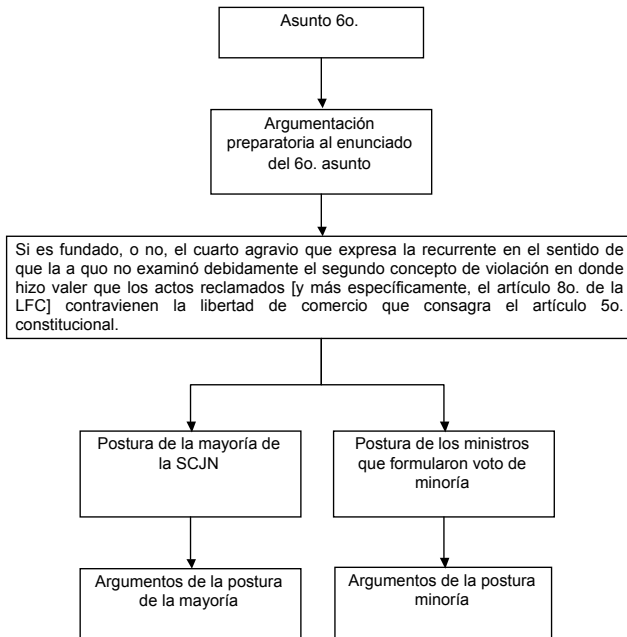 Asunto 6o.
Argumentación
preparatoria al enunciado
del 6o. asunto
Si es fundado, o no, el cuarto agravio que expresa la recurrente en el sentido de
que la a quo no examinó debidamente el segundo concepto de violación en donde
hizo valer que los actos reclamados [y más específicamente, el artículo 8o. de la
LFC] contravienen la libertad de comercio que consagra el artículo 5o.
constitucional.
Postura de la mayoría de
la SCJN
Postura de los ministros
que formularon voto de
minoría
Argumentos de la postura
de la mayoría
Argumentos de la postura
minoría